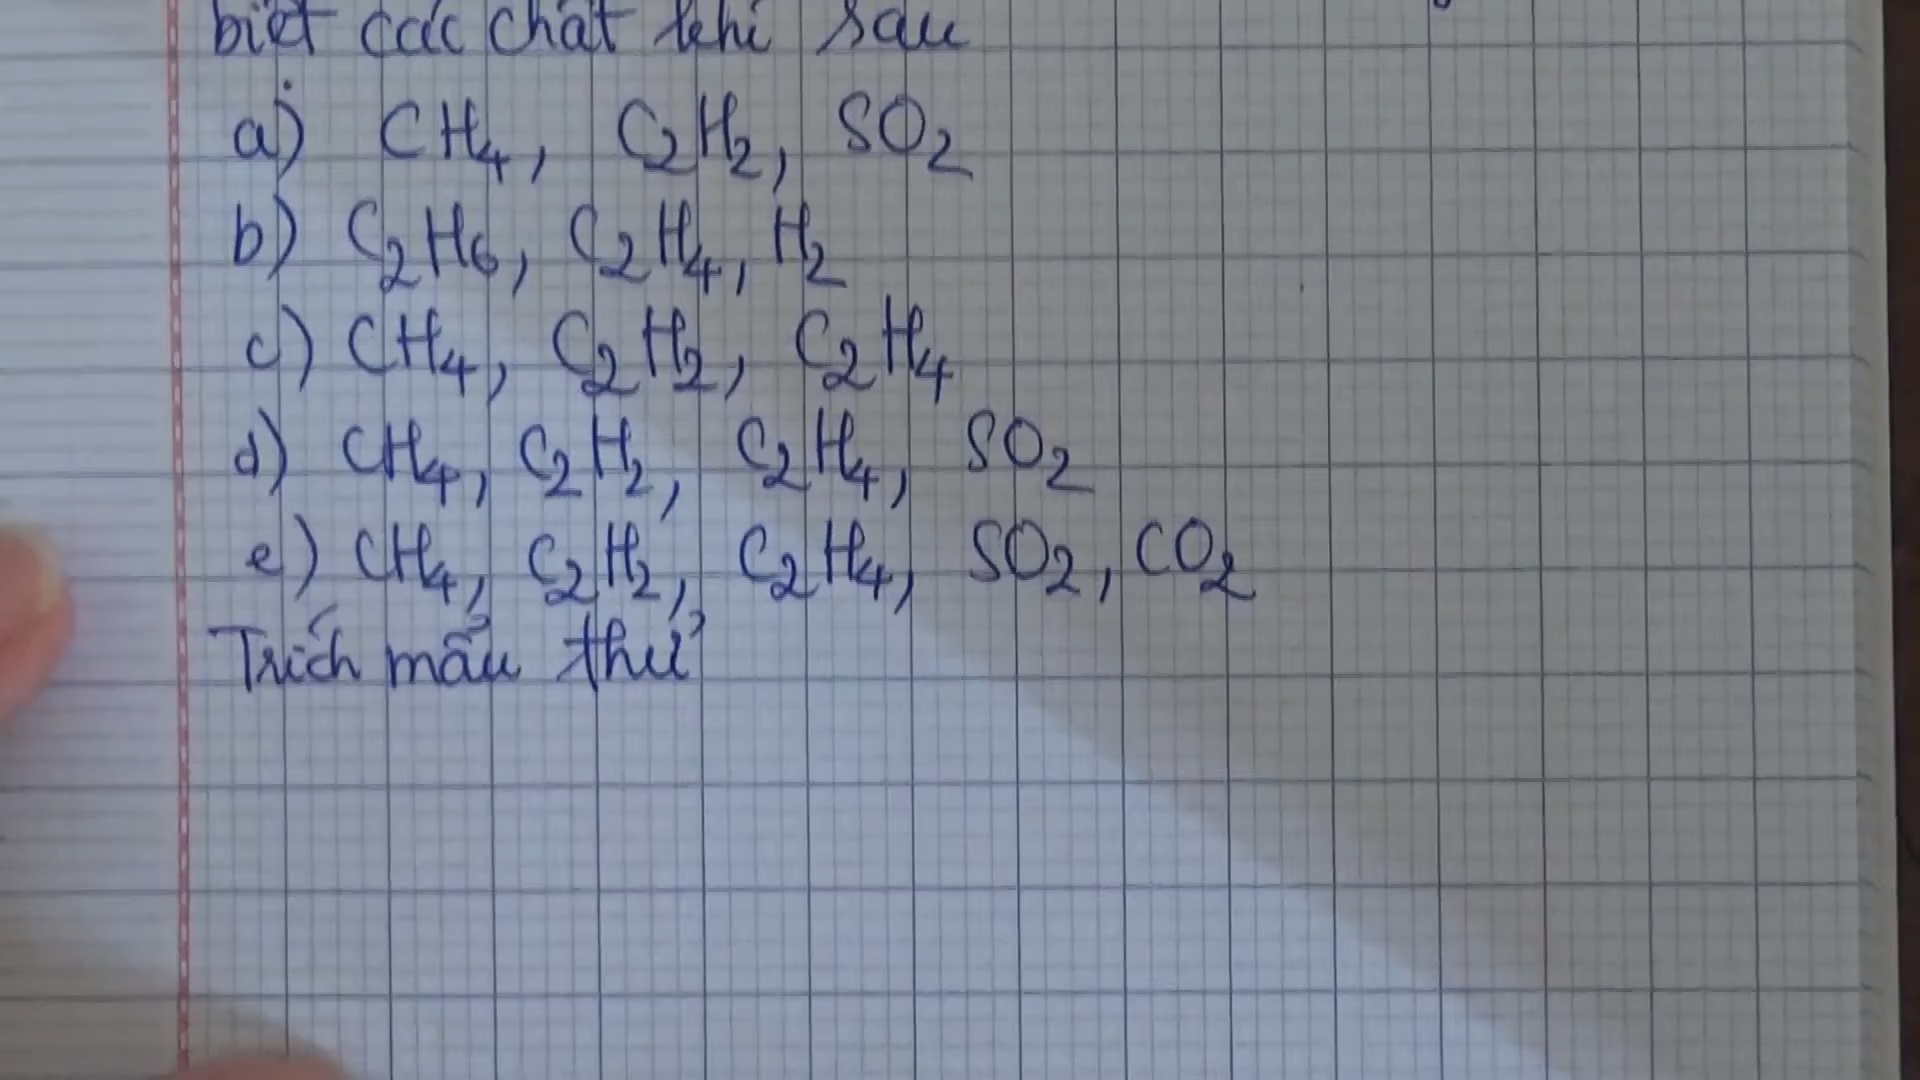 biết các chất khí sau
a) CH4, C2H2, SO2
b) C2H6, C2H4, H2
c) CH4, C2H2, C2H4
d) CH4, C2H2, C2H4, SO2
e) CH4, C2H2, C2H4, SO2, CO2
Trích mẫu thử